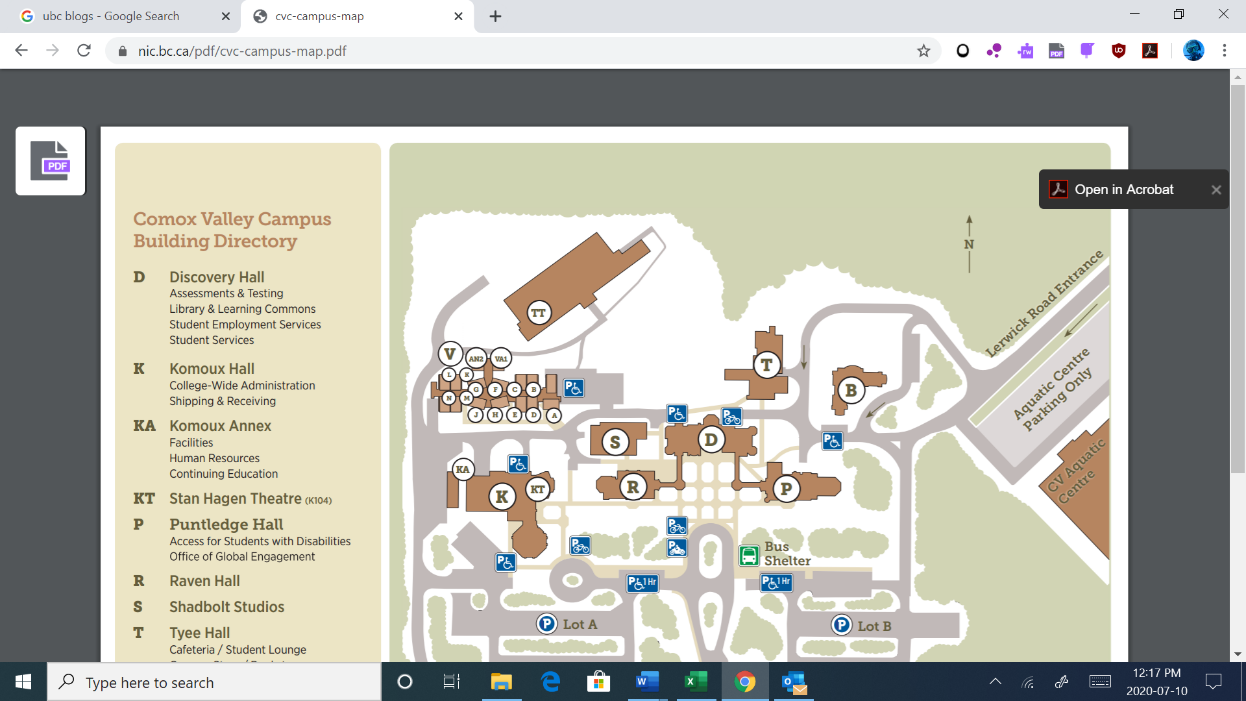 ubc blogs - Google Search
cvc-campus-map
nic.bc.ca/pdf/cvc-campus-map.pdf
PDF
Open in Acrobat
Comox Valley Campus
Building Directory
D Discovery Hall
Assessments & Testing
Library & Learning Commons
Student Employment Services
Student Services
K Komoux Hall
College-Wide Administration
Shipping & Receiving
KA Komoux Annex
Facilities
Human Resources
Continuing Education
KT Stan Hagen Theatre (K104)
P Puntledge Hall
Access for Students with Disabilities
Office of Global Engagement
R Raven Hall
S Shadbolt Studios
T Tyee Hall
Cafeteria / Student Lounge
N
Lerwick Road Entrance
Aquatic Centre
Parking Only
CV Aquatic
Centre
TT
V AN2 VA1
L K
G F C B
N M
J H E D A
P
T
B
P P
S D P
KA P
K KT R P
P
P P
P
Bus
Shelter
P 1 Hr P 1 Hr
P Lot A
P Lot B
Type here to search
12:17 PM
2020-07-10